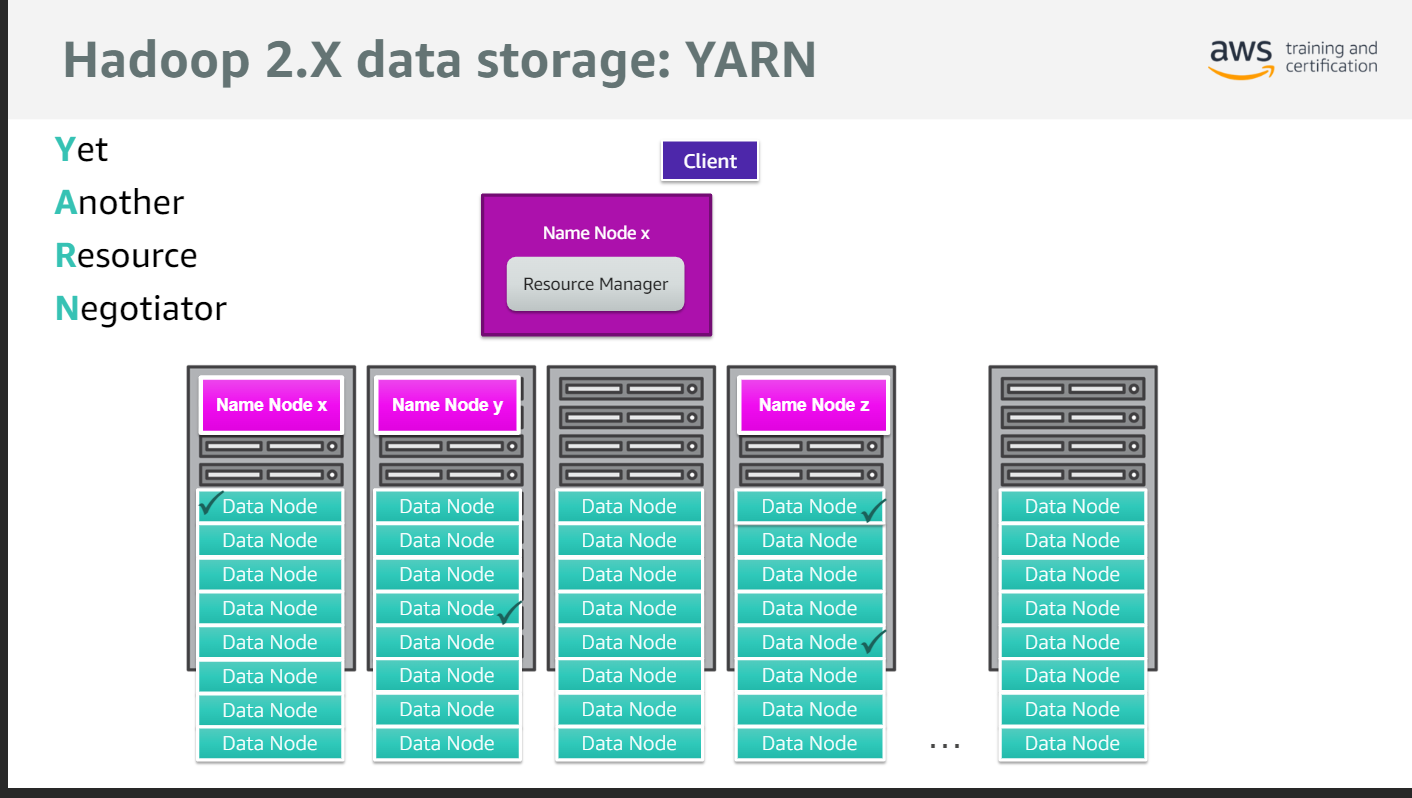 Hadoop 2.X data storage: YARN
aws training and
certification
Yet
Another
Resource
Negotiator
Client
Name Node x
Resource Manager
Name Node x Name Node y Name Node z
Data Node Data Node Data Node Data Node Data Node
Data Node Data Node Data Node Data Node Data Node
Data Node Data Node Data Node Data Node Data Node
Data Node Data Node Data Node Data Node Data Node
Data Node Data Node Data Node Data Node Data Node
Data Node Data Node Data Node Data Node Data Node
Data Node Data Node Data Node Data Node Data Node
Data Node Data Node Data Node Data Node ... Data Node